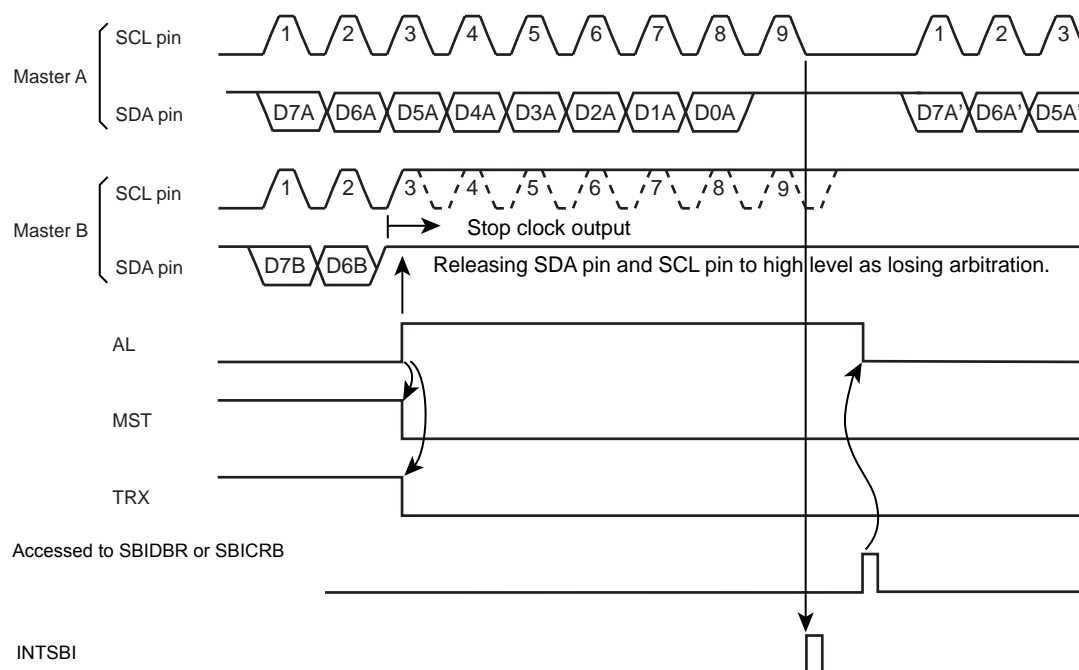 SCL pin 1 2 3 4 5 6 7 8 9 1 2 3
Master A
SDA pin D7A D6A D5A D4A D3A D2A D1A D0A D7A' D6A' D5A'
SCL pin 1 2 3 4 5 6 7 8 9
Stop clock output
Master B
SDA pin D7B D6B Releasing SDA pin and SCL pin to high level as losing arbitration.
AL
MST
TRX
Accessed to SBIDBR or SBICRB
INTSBI